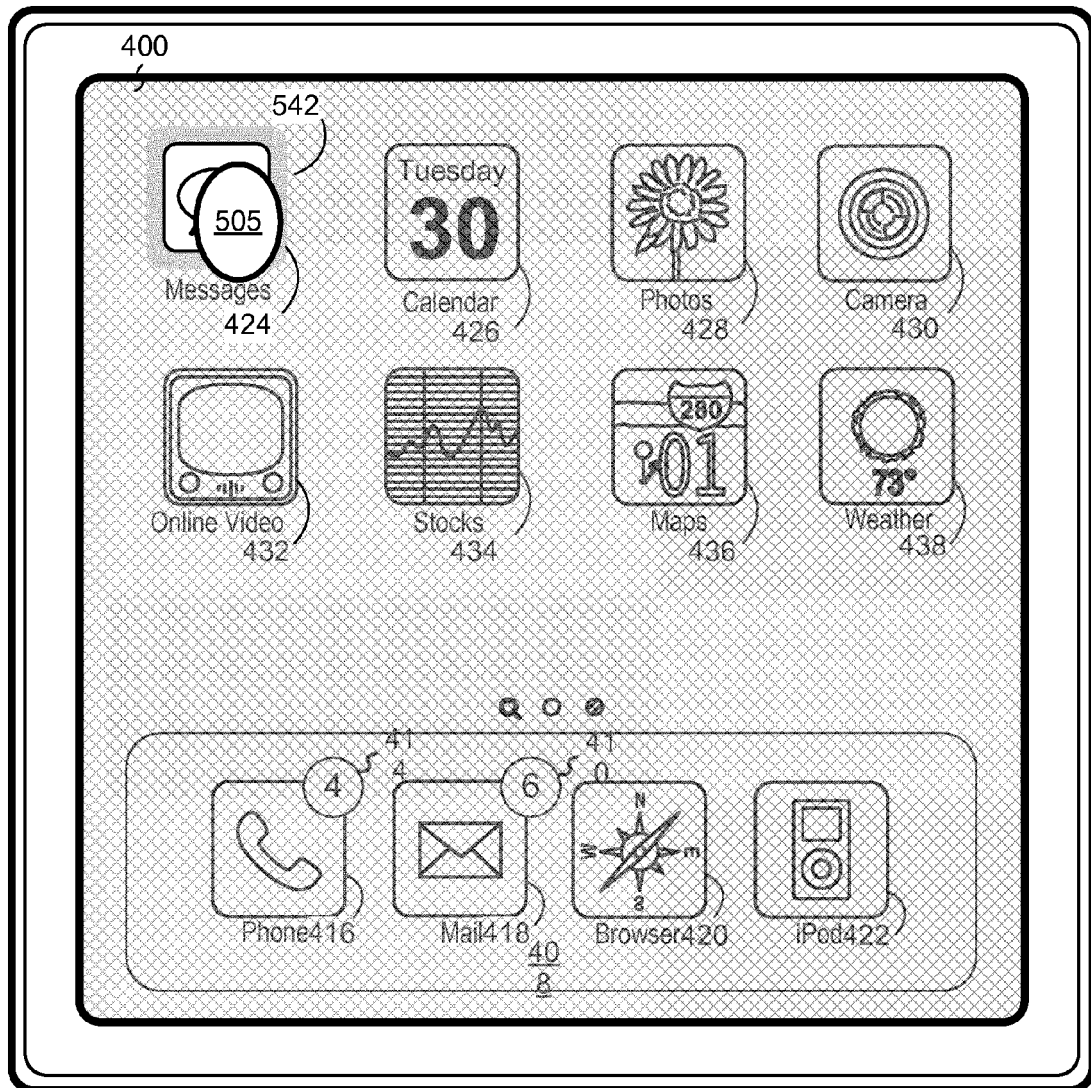 400
542
505
Messages
424
Tuesday
30
Calendar
426
Photos
428
Camera
430
Online Video
432
Stocks
434
280
01
Maps
436
73°
Weather
438
4
41
4
6
41
0
N
W
E
S
Phone416
Mail418
Browser420
iPod422
40
8